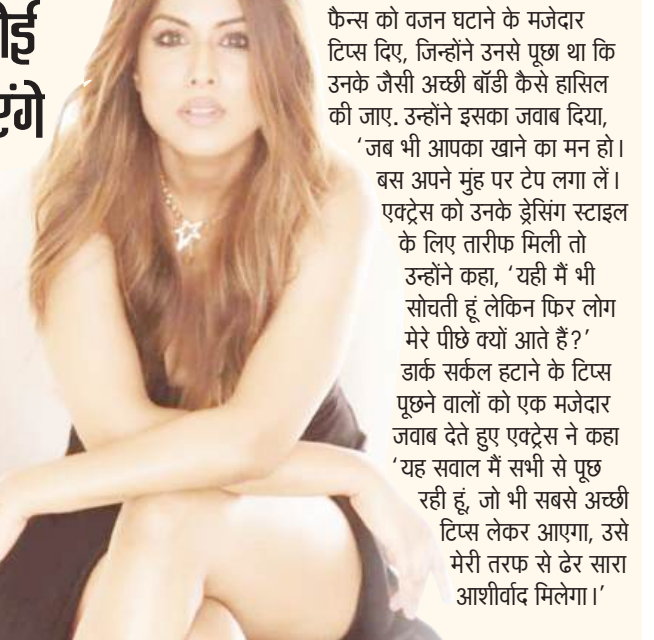 फैन्स को वजन घटाने के मजेदार
टिप्स दिए, जिन्होंने उनसे पूछा था कि
उनके जैसी अच्छी बॉडी कैसे हासिल
की जाए. उन्होंने इसका जवाब दिया,
‘जब भी आपका खाने का मन हो।
बस अपने मुंह पर टेप लगा लें।
एक्ट्रेस को उनके ड्रेसिंग स्टाइल
के लिए तारीफ मिली तो
उन्होंने कहा, ‘यही मैं भी
सोचती हूं लेकिन फिर लोग
मेरे पीछे क्यों आते हैं?’
डार्क सर्कल हटाने के टिप्स
पूछने वालों को एक मजेदार
जवाब देते हुए एक्ट्रेस ने कहा
‘यह सवाल मैं सभी से पूछ
रही हूं, जो भी सबसे अच्छी
टिप्स लेकर आएगा, उसे
मेरी तरफ से ढेर सारा
आशीर्वाद मिलेगा।’